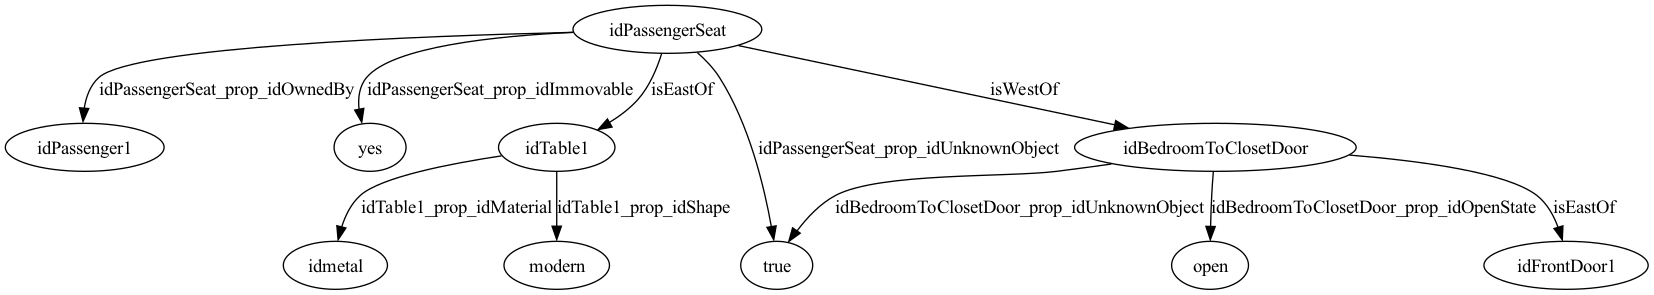 idPassengerSeat
idPassengerSeat_prop_idOwnedBy
idPassengerSeat_prop_idImmovable
isEastOf
isWestOf
idPassenger1
yes
idTable1
idPassengerSeat_prop_idUnknownObject
idBedroomToClosetDoor
idTable1_prop_idMaterial
idTable1_prop_idShape
idBedroomToClosetDoor_prop_idUnknownObject
idBedroomToClosetDoor_prop_idOpenState
isEastOf
idmetal
modern
true
open
idFrontDoor1